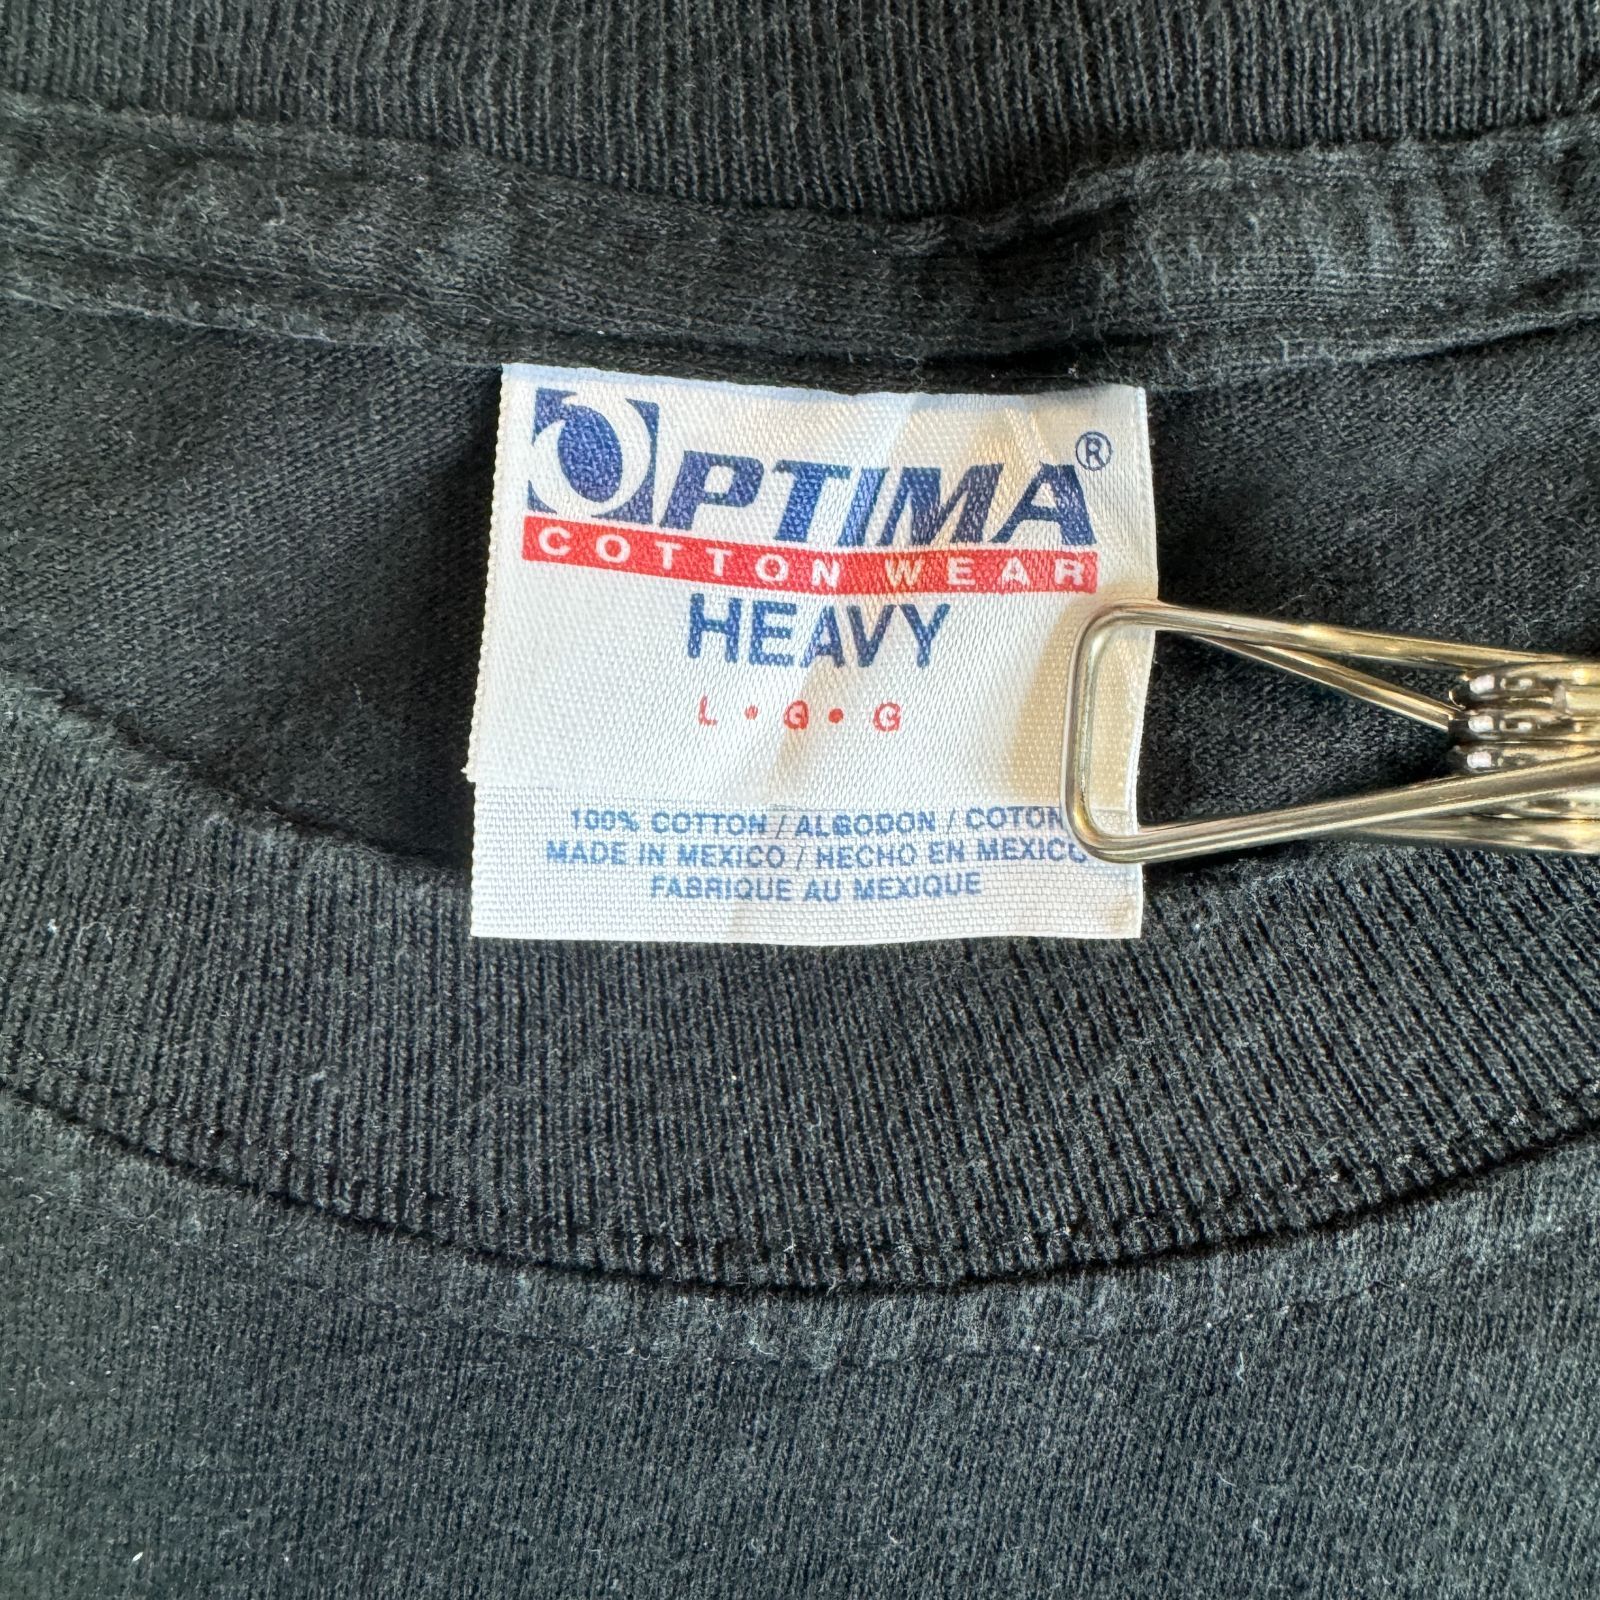 OPTIMA®
COTTON WEAR
HEAVY
L • G • G
100% COTTON / ALGODON / COTON
MADE IN MEXICO / HECHO EN MEXICO
FABRIQUE AU MEXIQUE